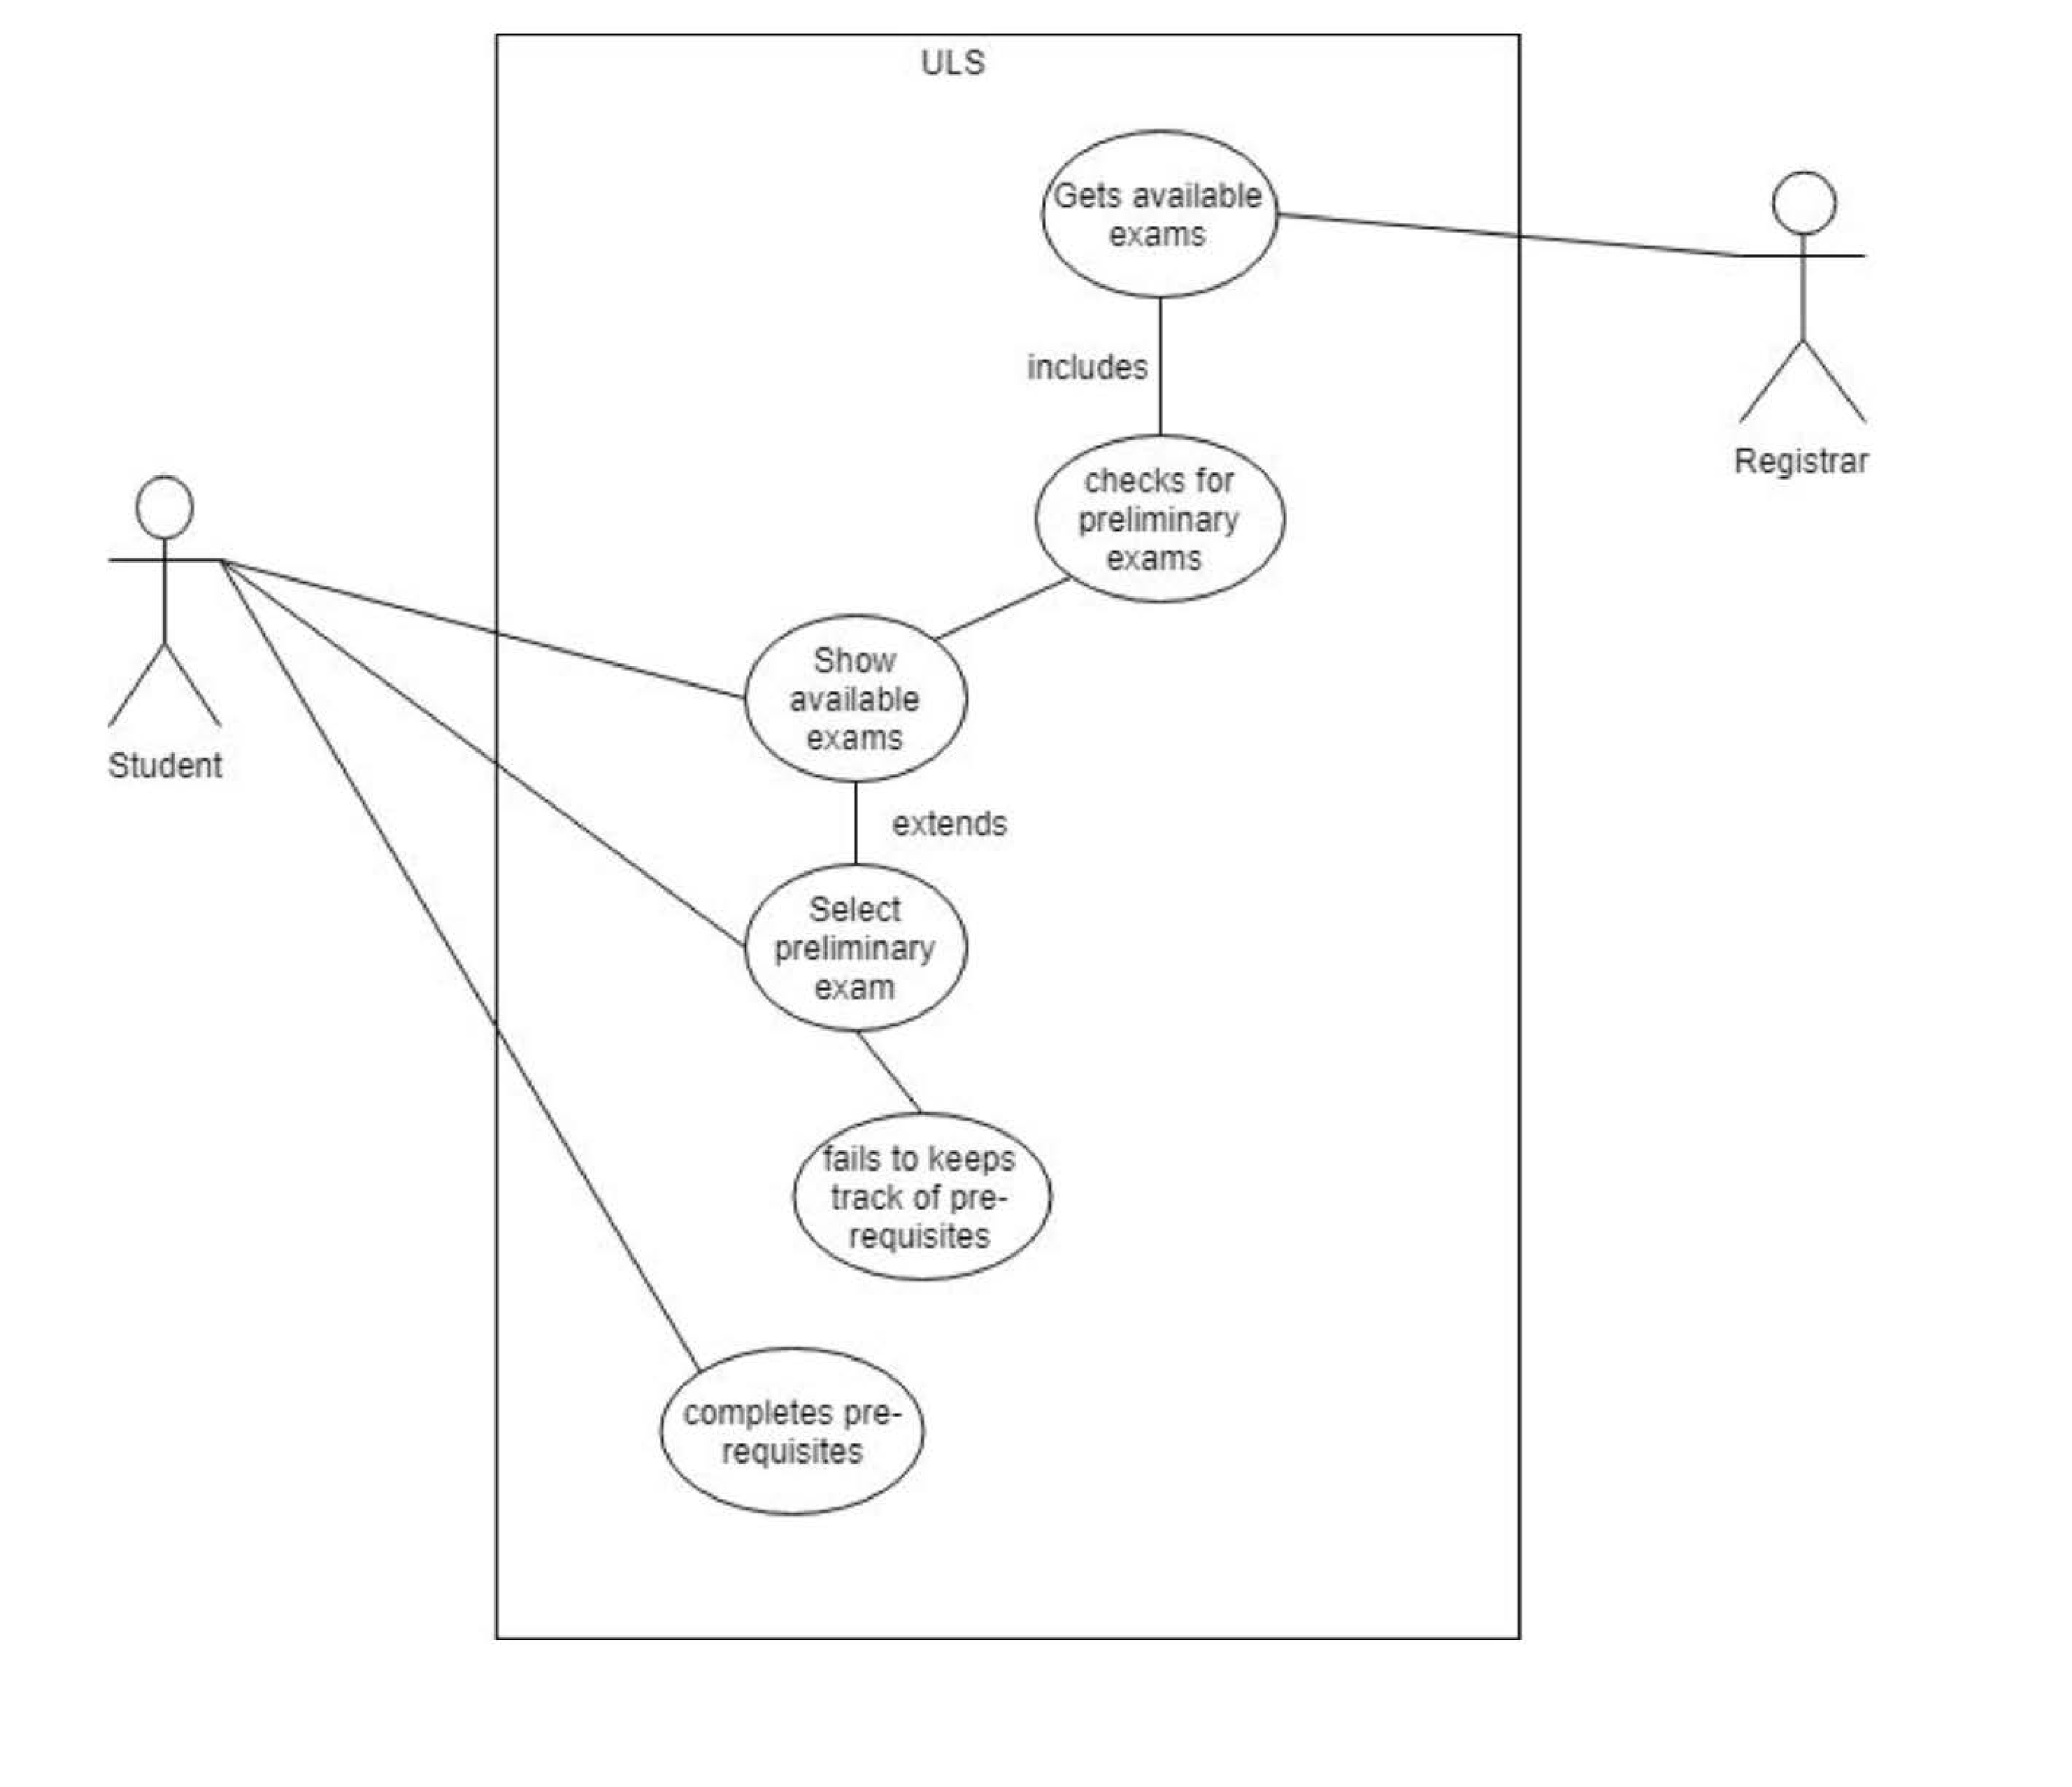 ULS
Gets available
exams
includes
Registrar
checks for
preliminary
exams
Student
Show
available
exams
extends
Select
preliminary
exam
fails to keeps
track of pre-
requisites
completes pre-
requisites